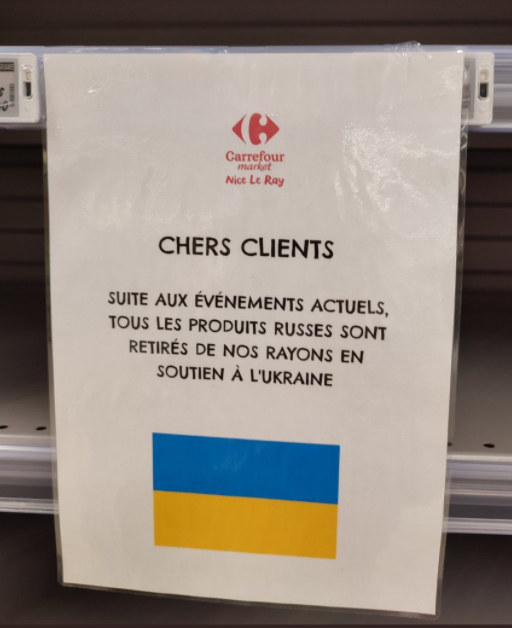 Carrefour
market
Nice Le Ray
CHERS CLIENTS
SUITE AUX ÉVÉNEMENTS ACTUELS,
TOUS LES PRODUITS RUSSES SONT
RETIRÉS DE NOS RAYONS EN
SOUTIEN À L'UKRAINE